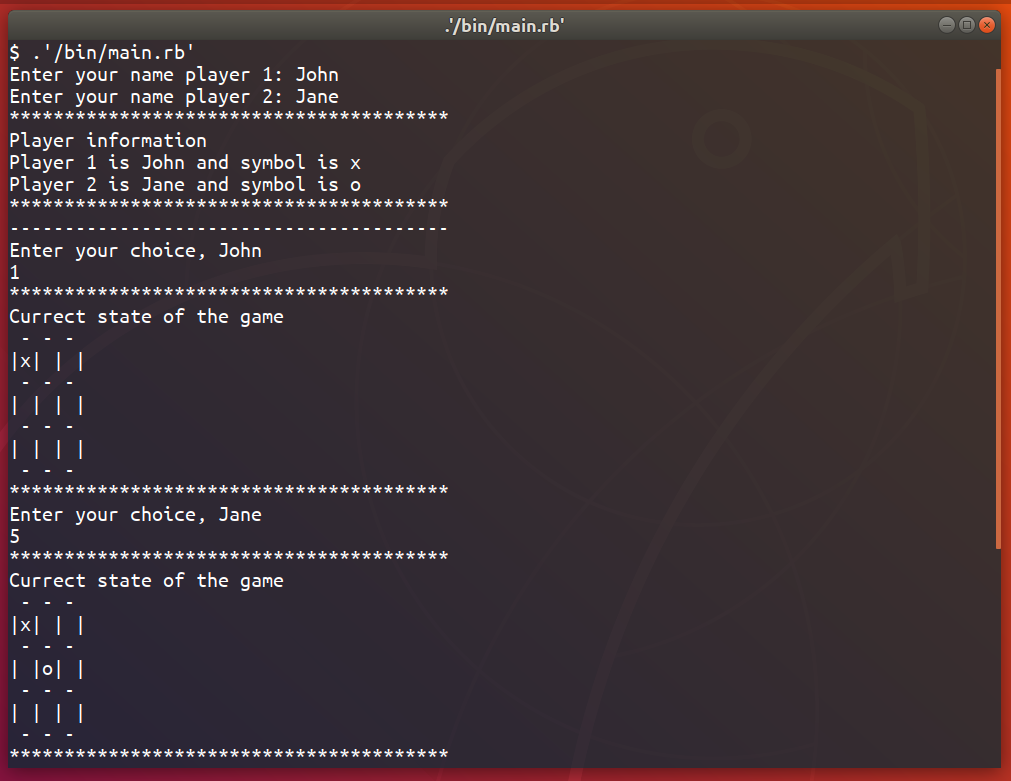 .'/bin/main.rb'
$ .'/bin/main.rb'
Enter your name player 1: John
Enter your name player 2: Jane
****************************************
Player information
Player 1 is John and symbol is x
Player 2 is Jane and symbol is o
****************************************
----------------------------------------
Enter your choice, John
1
****************************************
Currect state of the game
 - - -
|x| | |
 - - -
| | | |
 - - -
| | | |
 - - -
****************************************
Enter your choice, Jane
5
****************************************
Currect state of the game
 - - -
|x| | |
 - - -
| |o| |
 - - -
| | | |
 - - -
****************************************